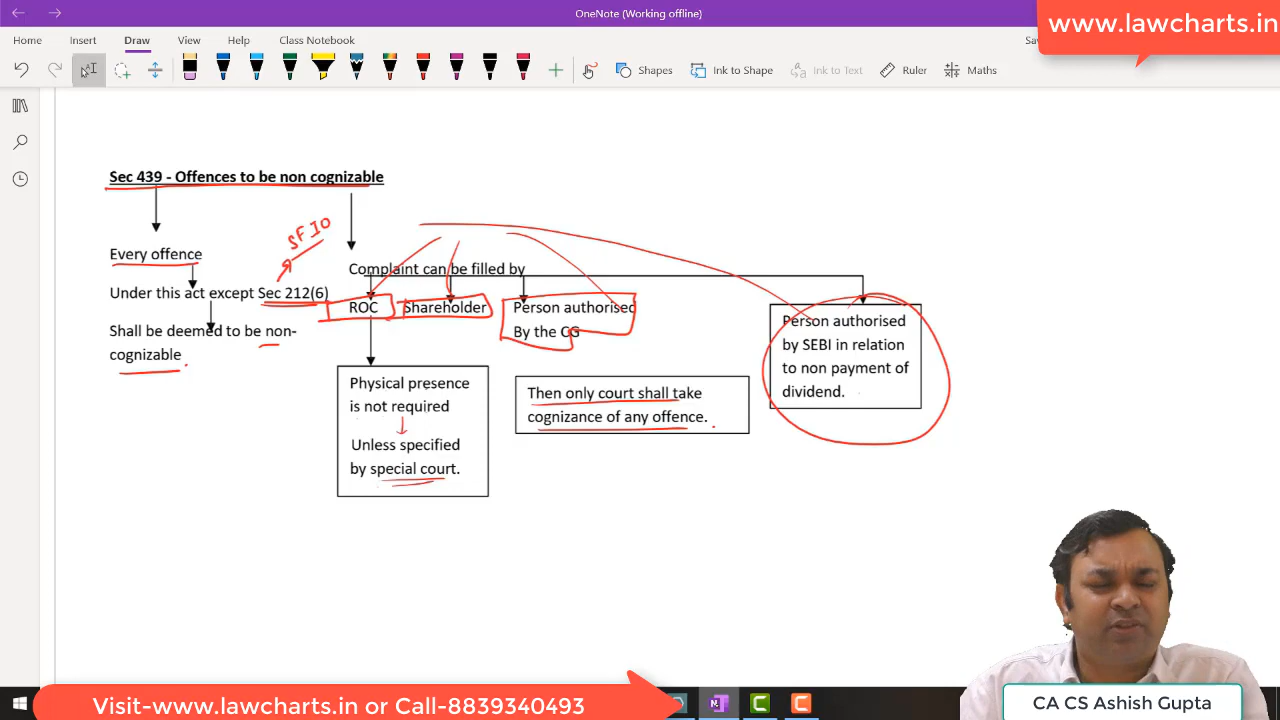 OneNote (Working offline)
www.lawcharts.in
Home Insert Draw View Help Class Notebook
Shapes Ink to Shape Ink to Text Ruler Maths
Sec 439 - Offences to be non cognizable
SFIO
Every offence
Complaint can be filled by
Under this act except Sec 212(6)
ROC Shareholder Person authorised
By the CG
Shall be deemed to be non-
cognizable
Person authorised
by SEBI in relation
to non payment of
dividend.
Physical presence
is not required
Unless specified
by special court.
Then only court shall take
cognizance of any offence.
Visit-www.lawcharts.in or Call-8839340493
CA CS Ashish Gupta